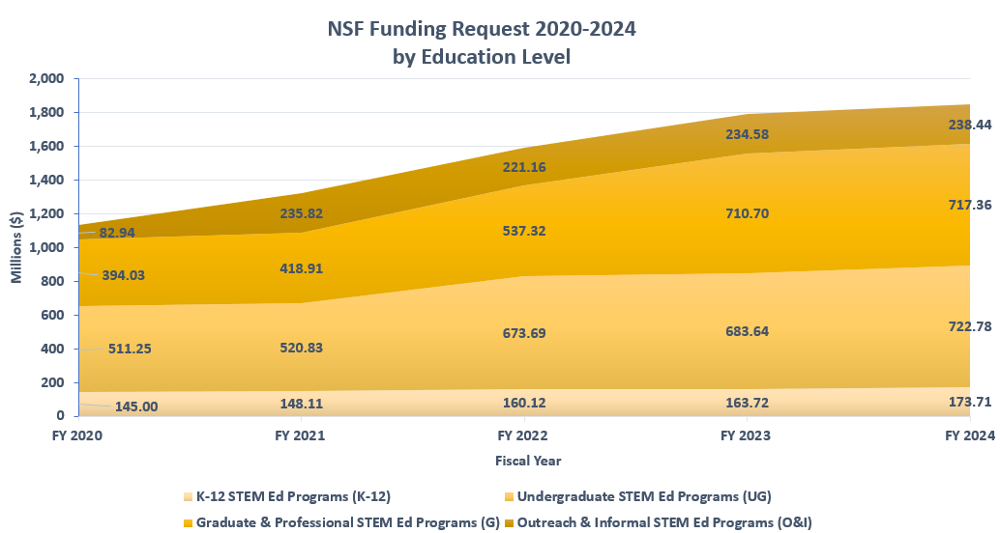 NSF Funding Request 2020-2024
by Education Level
2,000
1,800
1,600
1,400
1,200
1,000
800
600
400
200
0
Millions ($)
82.94
235.82
221.16
234.58
238.44
394.03
418.91
537.32
710.70
717.36
511.25
520.83
673.69
683.64
722.78
145.00
148.11
160.12
163.72
173.71
FY 2020
FY 2021
FY 2022
FY 2023
FY 2024
Fiscal Year
K-12 STEM Ed Programs (K-12)
Undergraduate STEM Ed Programs (UG)
Graduate & Professional STEM Ed Programs (G)
Outreach & Informal STEM Ed Programs (O&I)